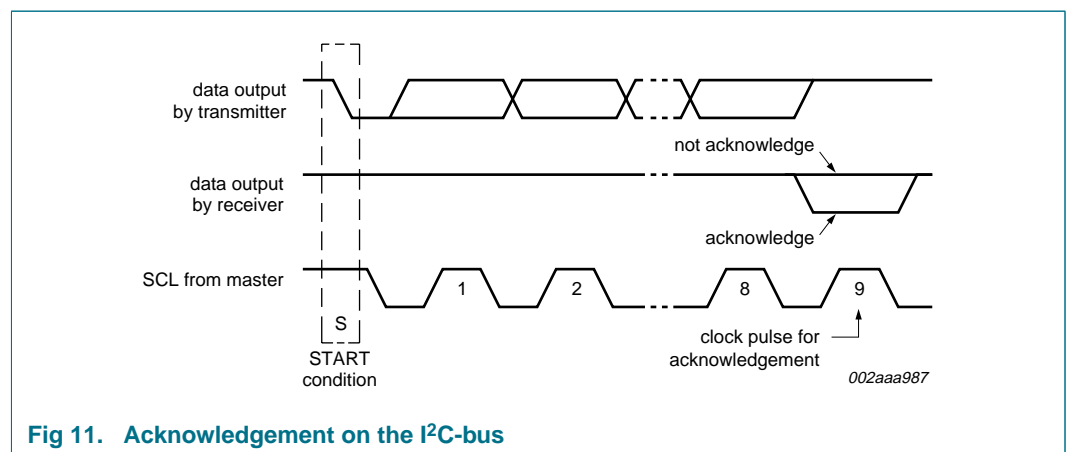 data output
by transmitter
not acknowledge
data output
by receiver
acknowledge
SCL from master
1
2
8
9
S
START
condition
clock pulse for
acknowledgement
002aaa987
Fig 11. Acknowledgement on the I²C-bus